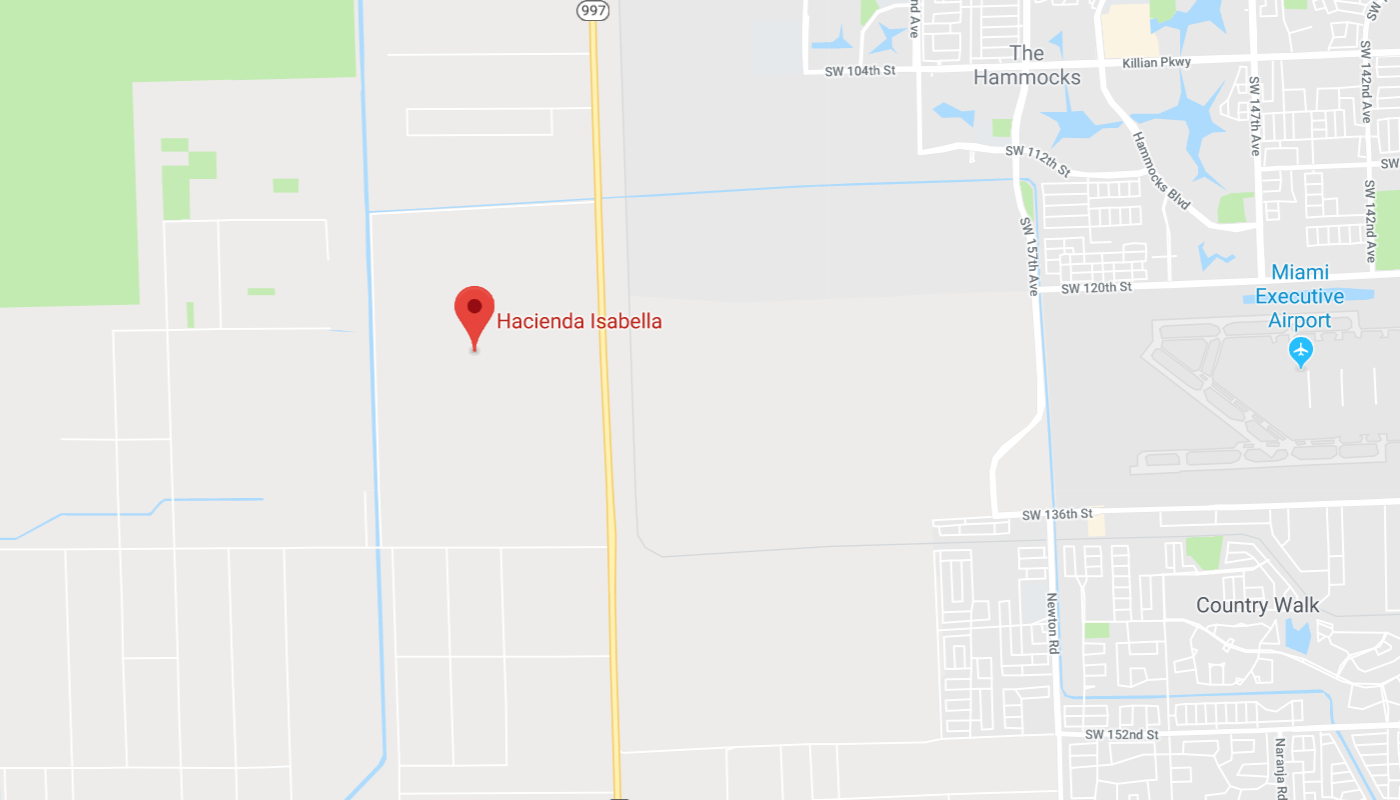 997
nd Ave
SW 104th St
The
Hammocks
Killian Pkwy
SW 142nd Ave
SW 147th Ave
SW 112th St
Hammocks Blvd
SW
SW 142nd Ave
SW 157th Ave
SW 120th St
Miami
Executive
Airport
Hacienda Isabella
SW 136th St
Newton Rd
Country Walk
SW 152nd St
Naranja Rd
SW